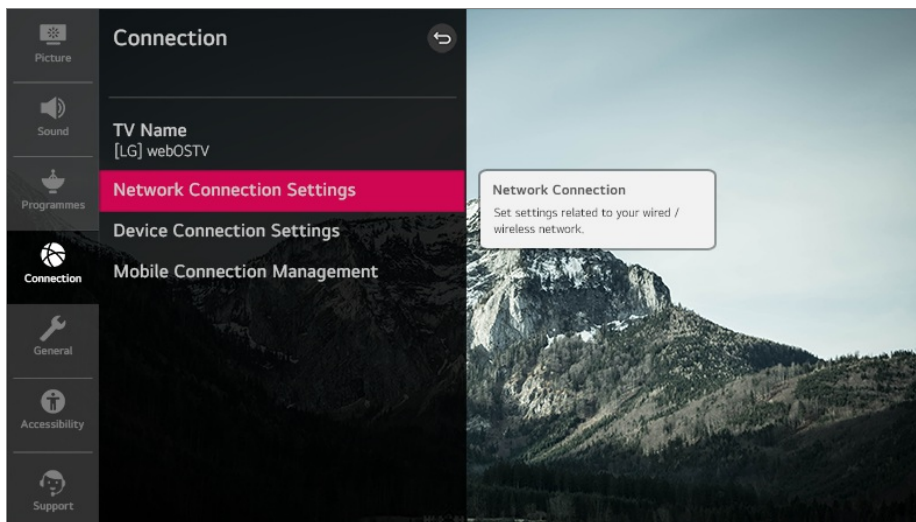 Picture
Sound
Programmes
Connection
General
Accessibility
Support
Connection
TV Name
[LG] webOSTV
Network Connection Settings
Device Connection Settings
Mobile Connection Management
Network Connection
Set settings related to your wired /
wireless network.